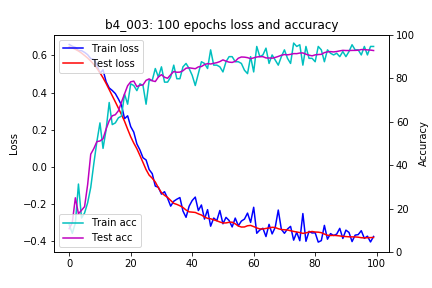 b4_003: 100 epochs loss and accuracy
Train loss
Test loss
Train acc
Test acc
Loss
Accuracy
0.6
0.4
0.2
0.0
−0.2
−0.4
100
80
60
40
20
0
0 20 40 60 80 100